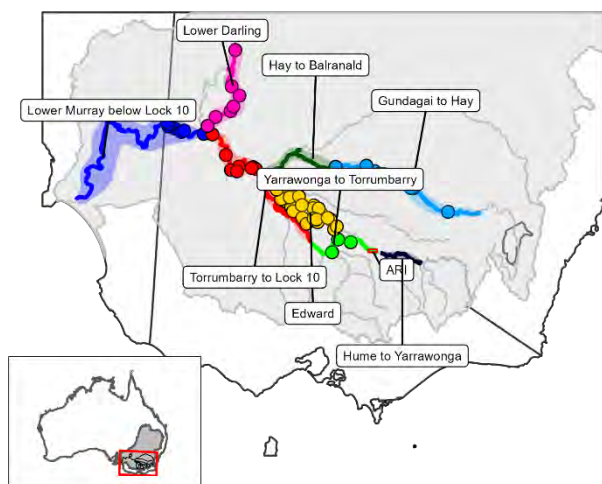 Lower Darling
Hay to Balranald
Lower Murray below Lock 10
Gundagai to Hay
Yarrawonga to Torrumbarry
Torrumbarry to Lock 10
ARI
Edward
Hume to Yarrawonga